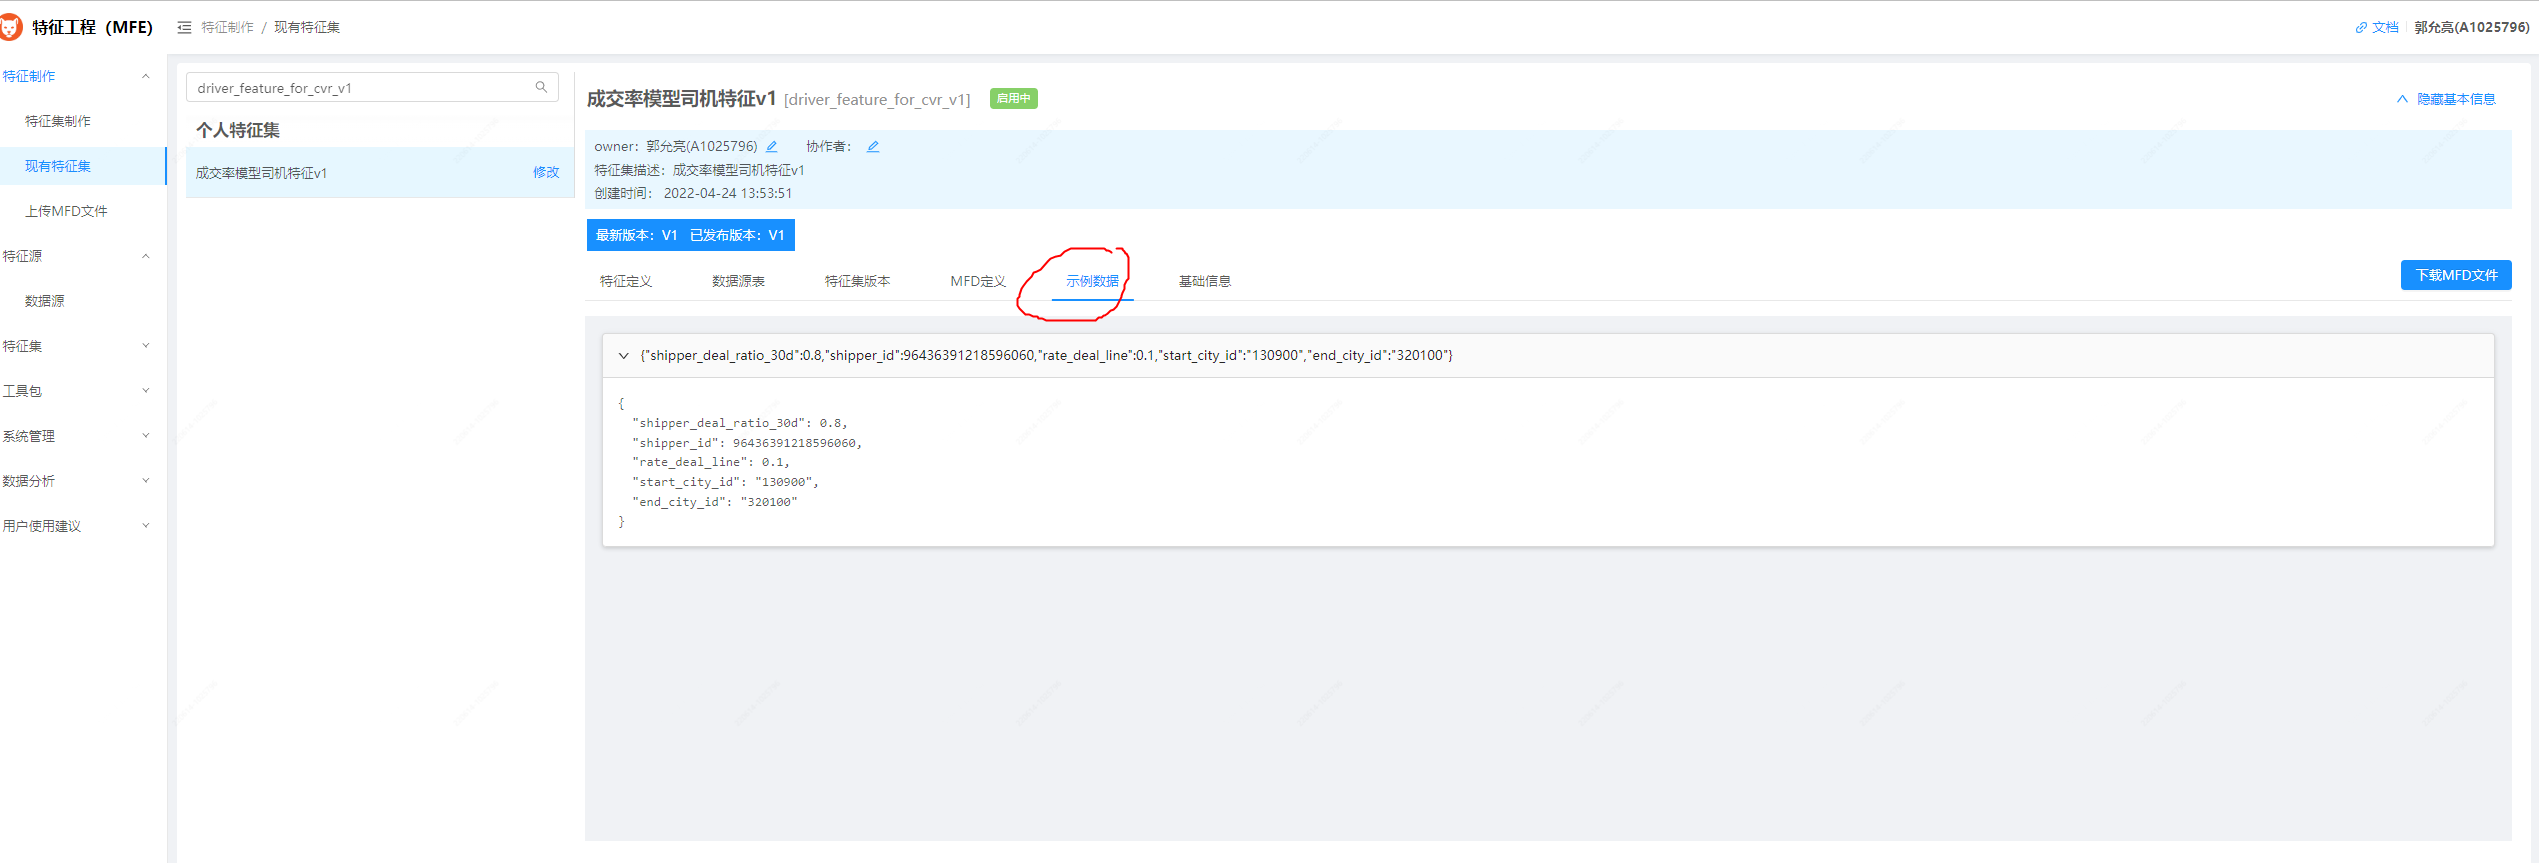 特征工程（MFE)
特征制作 / 现有特征集
文档
郭允亮(A1025796)
特征制作
特征集制作
现有特征集
上传MFD文件
特征源
数据源
特征集
工具包
系统管理
数据分析
用户使用建议
driver_feature_for_cvr_v1
个人特征集
成交率模型司机特征v1 修改
成交率模型司机特征v1 [driver_feature_for_cvr_v1] 启用中
隐藏基本信息
owner：郭允亮(A1025796) 协作者：
特征集描述：成交率模型司机特征v1
创建时间： 2022-04-24 13:53:51
最新版本：V1 已发布版本：V1
特征定义 数据源表 特征集版本 MFD定义 示例数据 基础信息
下载MFD文件
{"shipper_deal_ratio_30d":0.8,"shipper_id":96436391218596060,"rate_deal_line":0.1,"start_city_id":"130900","end_city_id":"320100"}
{
"shipper_deal_ratio_30d": 0.8,
"shipper_id": 96436391218596060,
"rate_deal_line": 0.1,
"start_city_id": "130900",
"end_city_id": "320100"
}